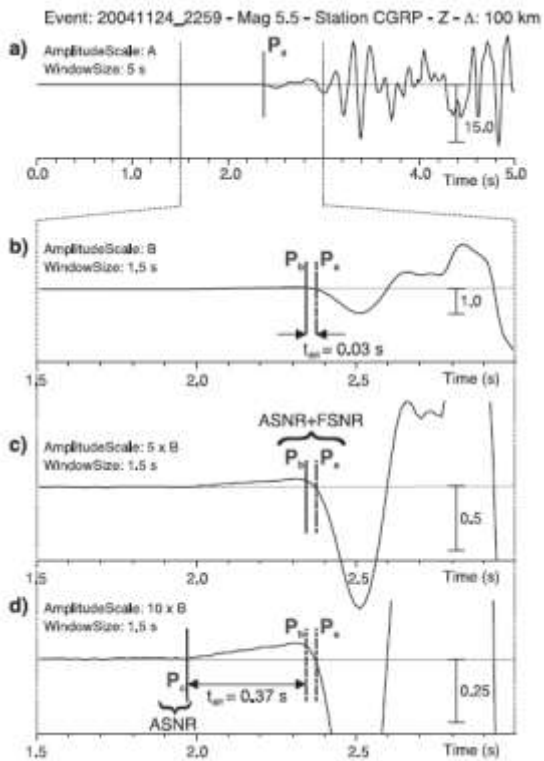 Event: 20041124_2259 - Mag 5.5 - Station CGRP - Z - Δ: 100 km
a)
AmplitudeScale: A
WindowSize: 5 s
Pa
15.0
0.0 1.0 2.0 3.0 4.0 5.0
Time (s)
b)
AmplitudeScale: B
WindowSize: 1.5 s
Pb Pa
1.0
= 0.03 s
1.5 2.0 2.5
Time (s)
ASNR+FSNR
c)
AmplitudeScale: 5 x B
WindowSize: 1.5 s
Pb Pa
0.5
1.5 2.0 2.5
Time (s)
d)
AmplitudeScale: 10 x B
WindowSize: 1.5 s
Pb Pa
Pc
= 0.37 s
0.25
ASNR
1.5 2.0 2.5
Time (s)